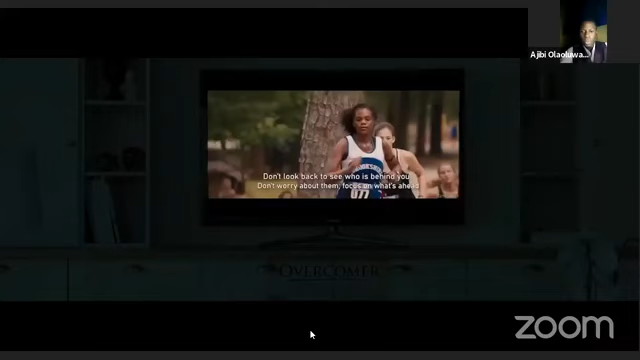 Ajibi Olaoluwa...
Don't look back to see who is behind you
Don't worry about them, focus on what's ahead
OVERCOMER
zoom